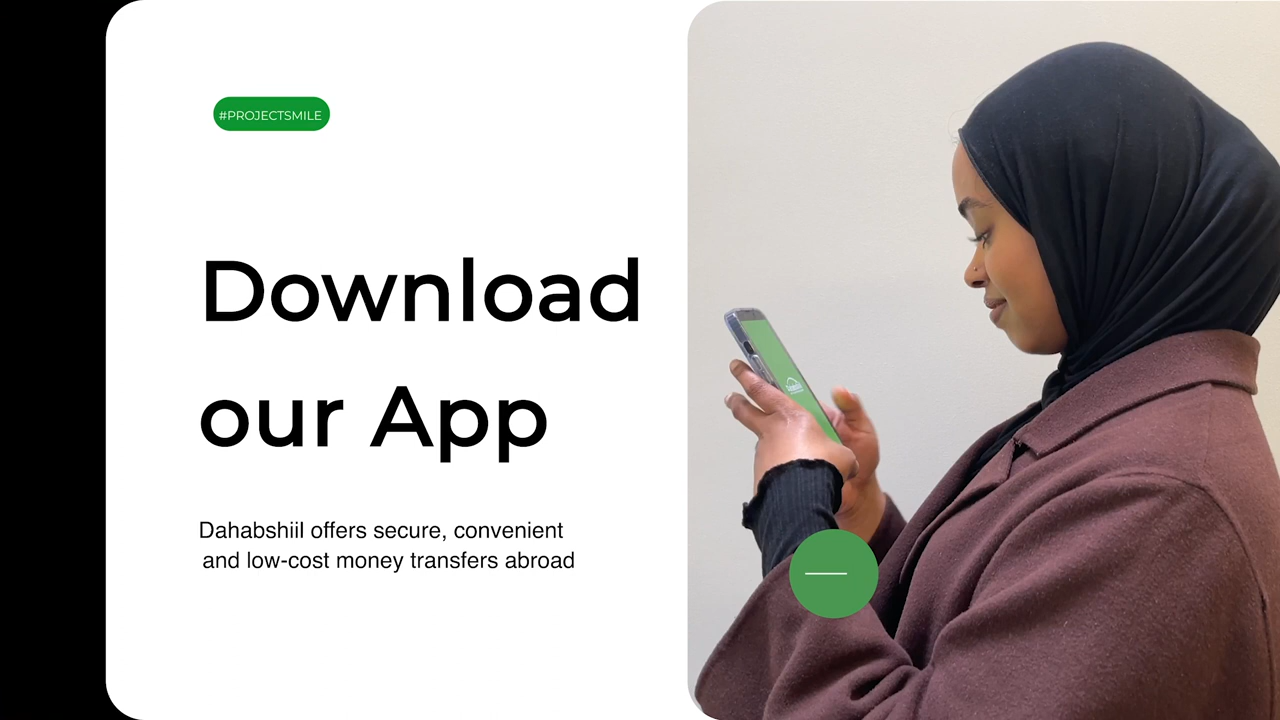 #PROJECTSMILE
Download
our App
Dahabshiil offers secure, convenient
and low-cost money transfers abroad